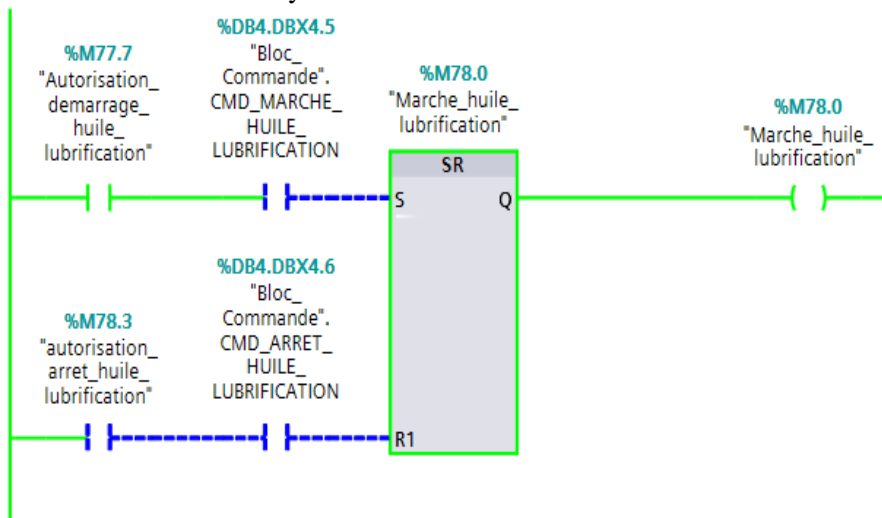 %M77.7
"Autorisation_
demarrage_
huile_
lubrification"
%DB4.DBX4.5
"Bloc_
Commande".
CMD_MARCHE_
HUILE_
LUBRIFICATION
%M78.0
"Marche_huile_
lubrification"
SR
S
Q
%M78.0
"Marche_huile_
lubrification"
%M78.3
"autorisation_
arret_huile_
lubrification"
%DB4.DBX4.6
"Bloc_
Commande".
CMD_ARRET_
HUILE_
LUBRIFICATION
R1